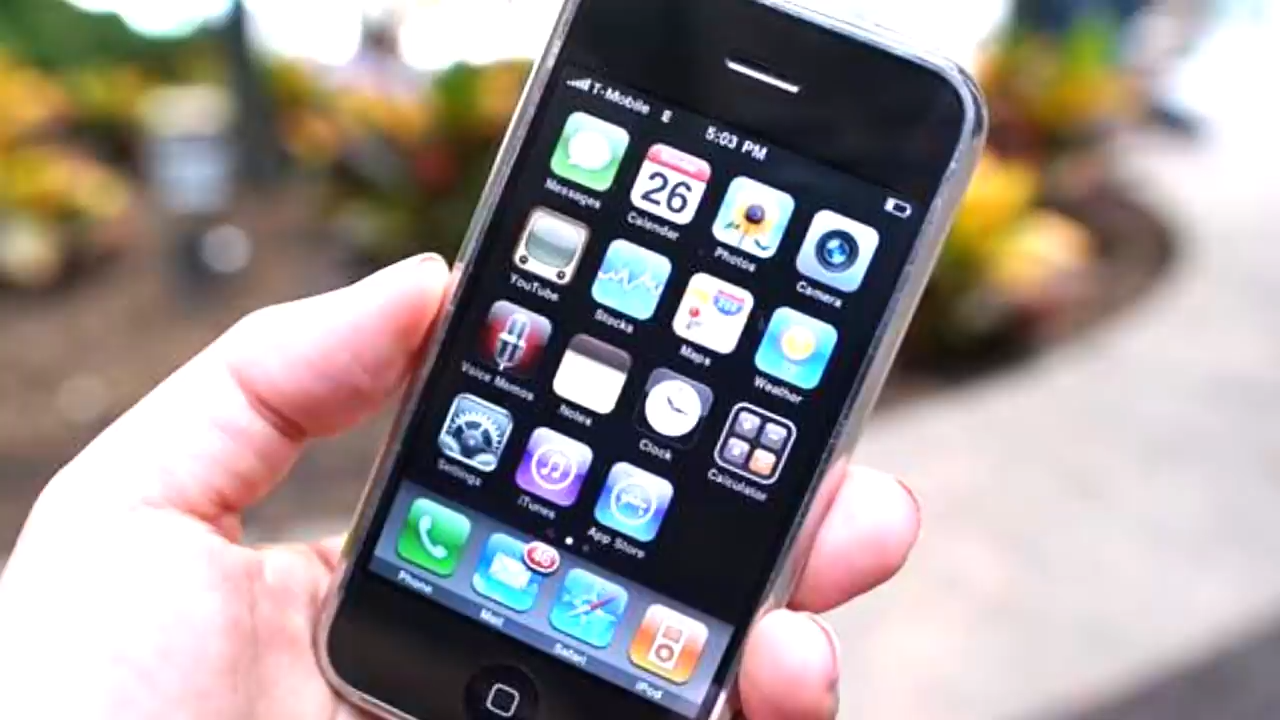 T-Mobile E 5:03 PM
Messages Calendar Photos Camera
26
YouTube Stocks Maps Weather
280
Voice Memos Notes Clock Calculator
Settings iTunes App Store
46
Phone Mail Safari iPod